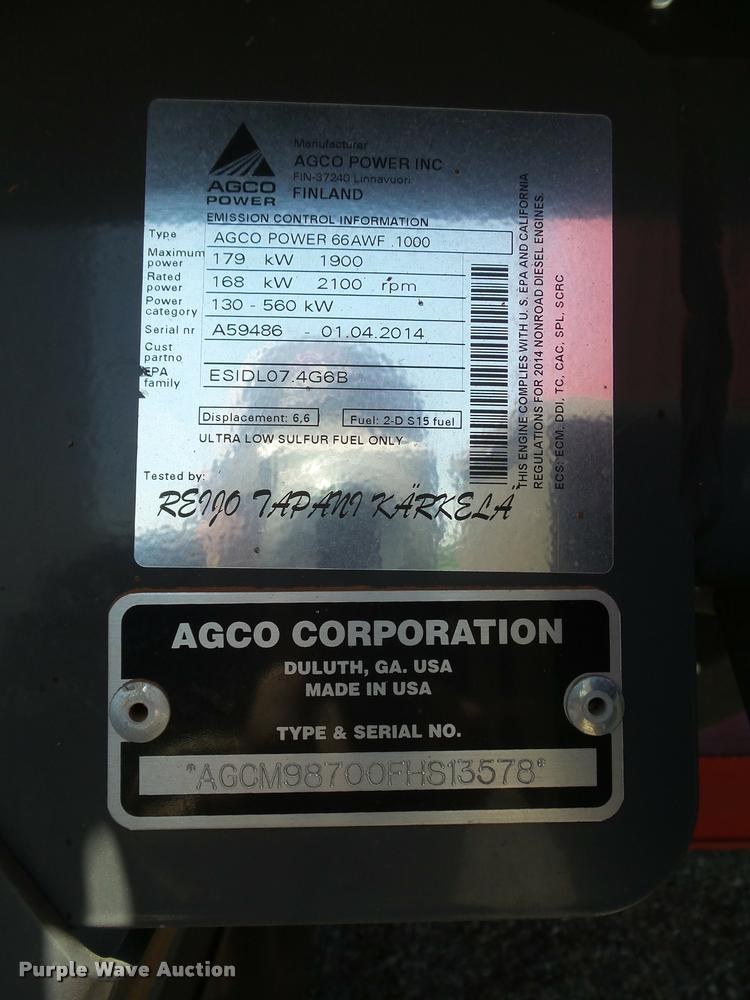 AGCO
POWER
Manufacturer
AGCO POWER INC
FIN-37240 Linnavuori
FINLAND
EMISSION CONTROL INFORMATION
Type AGCO POWER 66AWF .1000
Maximum power 179 kW 1900
Rated power 168 kW 2100 rpm
Power category 130 - 560 kW
Serial nr A59486 - 01.04.2014
Cust partno
EPA family ESIDL07.4G6B
Displacement: 6,6 Fuel: 2-D S15 fuel
ULTRA LOW SULFUR FUEL ONLY
Tested by:
REIJO TAPANI KÄRKELÄ
THIS ENGINE COMPLIES WITH U.S. EPA AND CALIFORNIA
REGULATIONS FOR 2014 NONROAD DIESEL ENGINES.
ECS: ECM, DDI, TC, CAC, SPL, SCRC
AGCO CORPORATION
DULUTH, GA. USA
MADE IN USA
TYPE & SERIAL NO.
*AGCM98700FHS13578*
Purple Wave Auction